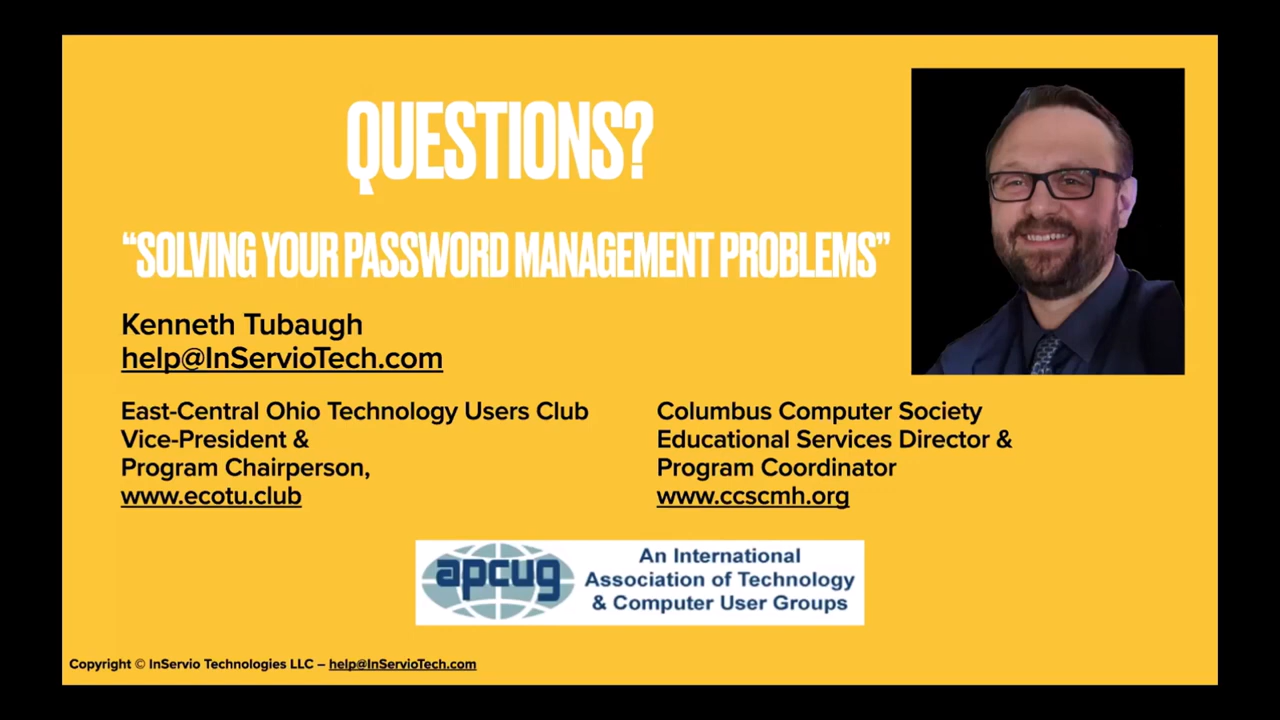 QUESTIONS?
“SOLVING YOUR PASSWORD MANAGEMENT PROBLEMS”
Kenneth Tubaugh
help@InServioTech.com
East-Central Ohio Technology Users Club
Vice-President &
Program Chairperson,
www.ecotu.club
Columbus Computer Society
Educational Services Director &
Program Coordinator
www.ccscmh.org
apcug
An International
Association of Technology
& Computer User Groups
Copyright © InServio Technologies LLC – help@InServioTech.com